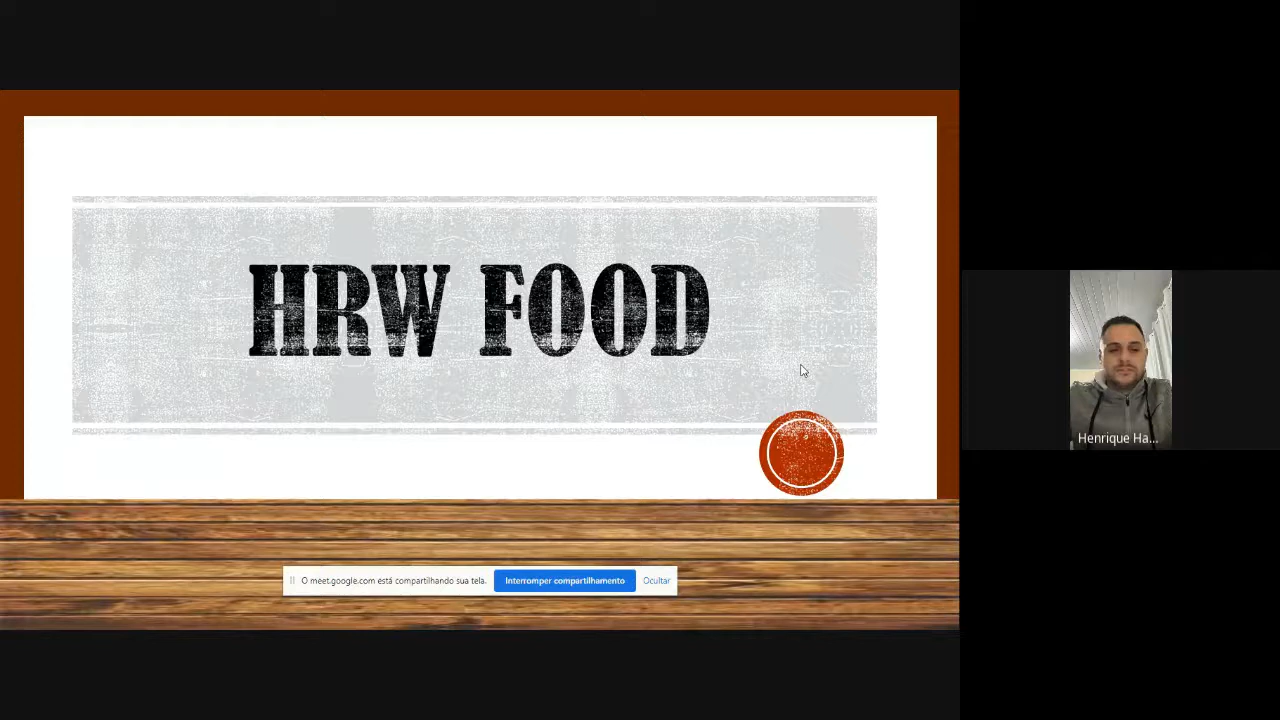 HRW FOOD
Henrique Ha...
O meet.google.com está compartilhando sua tela. Interromper compartilhamento Ocultar